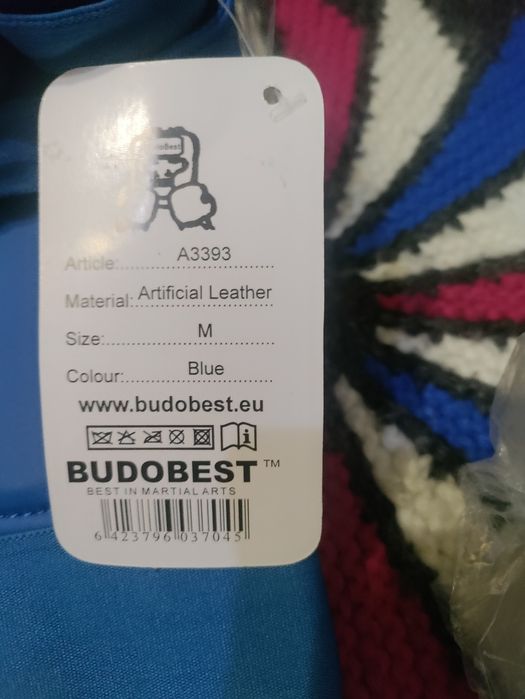 BudoBest
Article:..........A3393..........
Material: Artificial Leather
Size:..........M..........
Colour:..........Blue..........
www.budobest.eu
BUDOBEST™
BEST IN MARTIAL ARTS
6 423796 037045